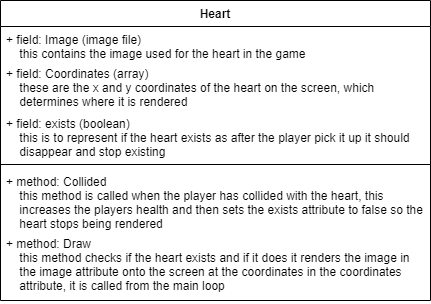 Heart
+ field: Image (image file)
this contains the image used for the heart in the game
+ field: Coordinates (array)
these are the x and y coordinates of the heart on the screen, which
determines where it is rendered
+ field: exists (boolean)
this is to represent if the heart exists as after the player pick it up it should
disappear and stop existing
+ method: Collided
this method is called when the player has collided with the heart, this
increases the players health and then sets the exists attribute to false so the
heart stops being rendered
+ method: Draw
this method checks if the heart exists and if it does it renders the image in
the image attribute onto the screen at the coordinates in the coordinates
attribute, it is called from the main loop